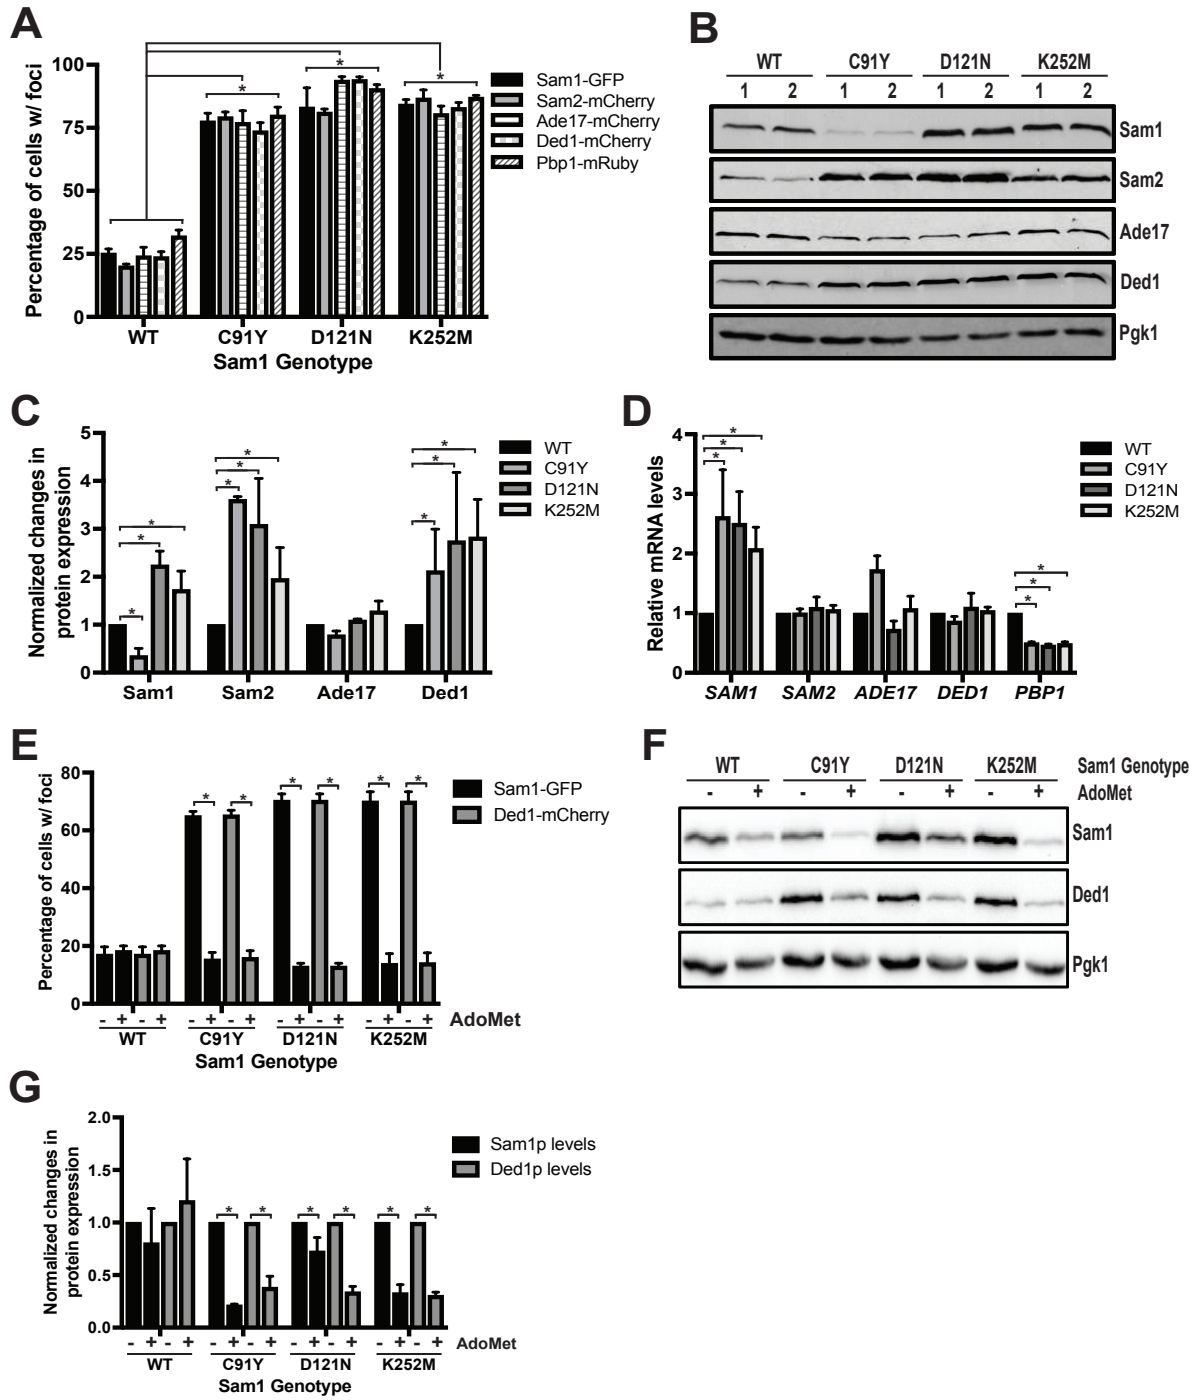 A
Percentage of cells w/ foci
100
75
50
25
0
*
*
*
WT
C91Y
D121N
K252M
Sam1 Genotype
Sam1-GFP
Sam2-mCherry
Ade17-mCherry
Ded1-mCherry
Pbp1-mRuby
B
WT C91Y D121N K252M
1 2 1 2 1 2 1 2
Sam1
Sam2
Ade17
Ded1
Pgk1
C
Normalized changes in
protein expression
5
4
3
2
1
0
*
*
*
*
*
*
*
*
*
Sam1
Sam2
Ade17
Ded1
WT
C91Y
D121N
K252M
D
Relative mRNA levels
4
3
2
1
0
*
*
*
*
*
*
SAM1
SAM2
ADE17
DED1
PBP1
WT
C91Y
D121N
K252M
E
Percentage of cells w/ foci
80
60
40
20
0
* * * * * *
- + - + - + - + - + - + - + - + AdoMet
WT C91Y D121N K252M
Sam1 Genotype
Sam1-GFP
Ded1-mCherry
F
WT C91Y D121N K252M Sam1 Genotype
- + - + - + - + AdoMet
Sam1
Ded1
Pgk1
G
Normalized changes in
protein expression
2.0
1.5
1.0
0.5
0.0
* * * * * *
- + - + - + - + - + - + - + - + AdoMet
WT C91Y D121N K252M
Sam1 Genotype
Sam1p levels
Ded1p levels